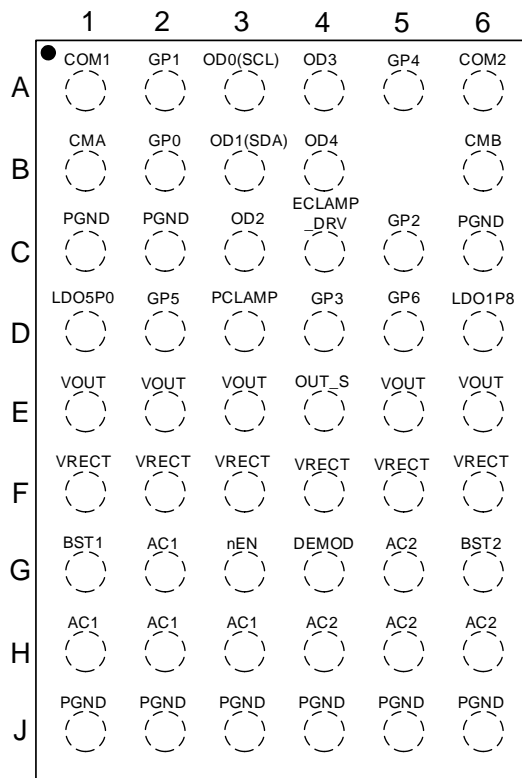 1 2 3 4 5 6
A COM1 GP1 OD0(SCL) OD3 GP4 COM2
B CMA GP0 OD1(SDA) OD4 CMB
C PGND PGND OD2 ECLAMP
_DRV GP2 PGND
D LDO5P0 GP5 PCLAMP GP3 GP6 LDO1P8
E VOUT VOUT VOUT OUT_S VOUT VOUT
F VRECT VRECT VRECT VRECT VRECT VRECT
G BST1 AC1 nEN DEMOD AC2 BST2
H AC1 AC1 AC1 AC2 AC2 AC2
J PGND PGND PGND PGND PGND PGND